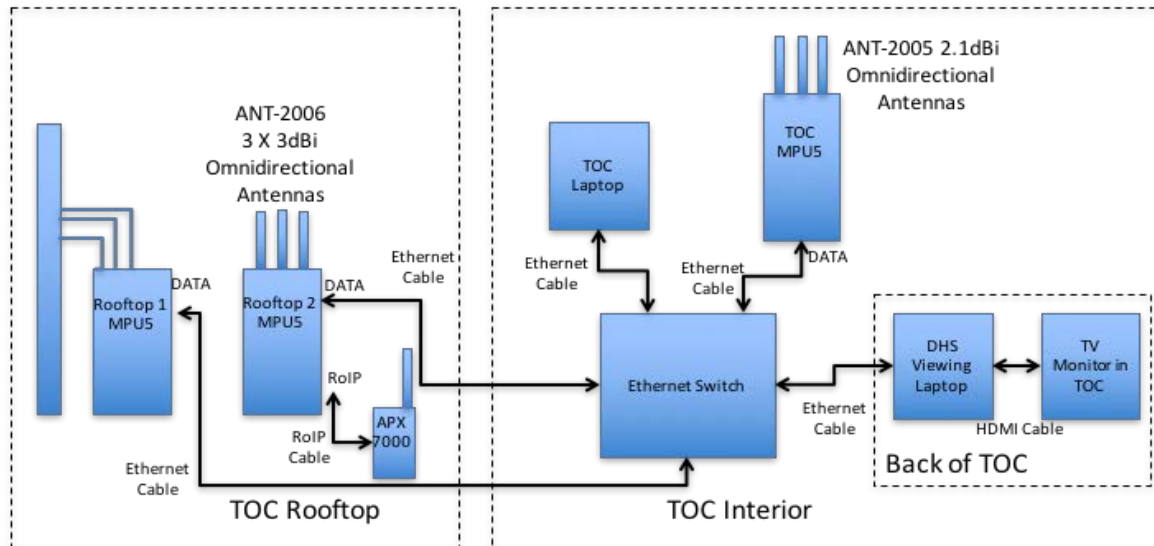 ANT-2006
3 X 3dBi
Omnidirectional
Antennas
Rooftop 1
MPU5
DATA
Rooftop 2
MPU5
DATA
Ethernet
Cable
RoIP
RoIP
Cable
APX
7000
Ethernet
Cable
TOC Rooftop
ANT-2005 2.1dBi
Omnidirectional
Antennas
TOC
Laptop
TOC
MPU5
Ethernet
Cable
Ethernet
Cable
DATA
Ethernet Switch
Ethernet
Cable
DHS
Viewing
Laptop
TV
Monitor in
TOC
HDMI Cable
Back of TOC
TOC Interior